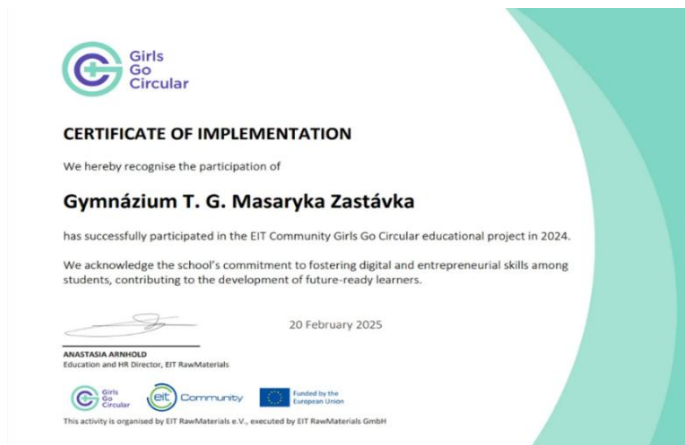 Girls
Go
Circular
CERTIFICATE OF IMPLEMENTATION
We hereby recognise the participation of
Gymnázium T. G. Masaryka Zastávka
has successfully participated in the EIT Community Girls Go Circular educational project in 2024.
We acknowledge the school's commitment to fostering digital and entrepreneurial skills among
students, contributing to the development of future-ready learners.
20 February 2025
ANASTASIA ARNHOLD
Education and HR Director, EIT RawMaterials
Girls
Go
Circular
eit Community
Funded by the
European Union
This activity is organised by EIT RawMaterials e.V., executed by EIT RawMaterials GmbH